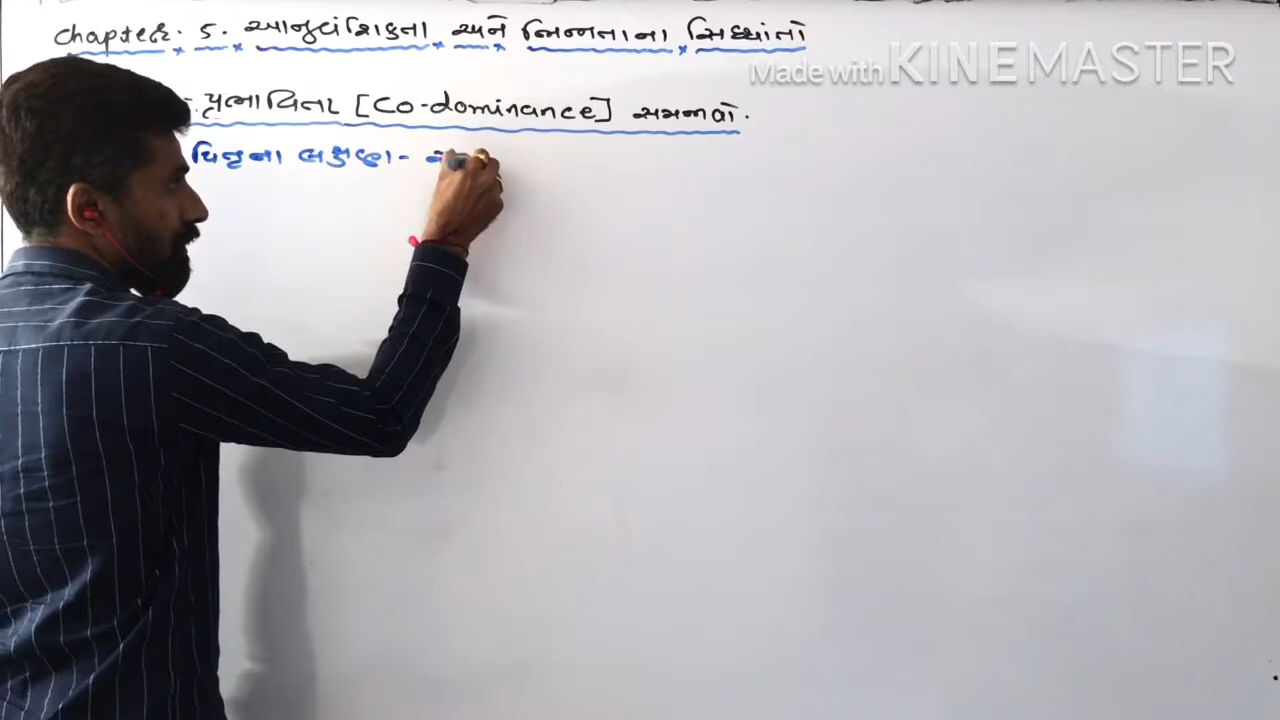 chapter. 5. આનુવંશિકતા અને ભિન્નતાના સિધ્ધાંતો
Made with KINEMASTER
પ્રભાવિતા [Co-dominance] સમજાવો.
પિતૃના લક્ષણ -